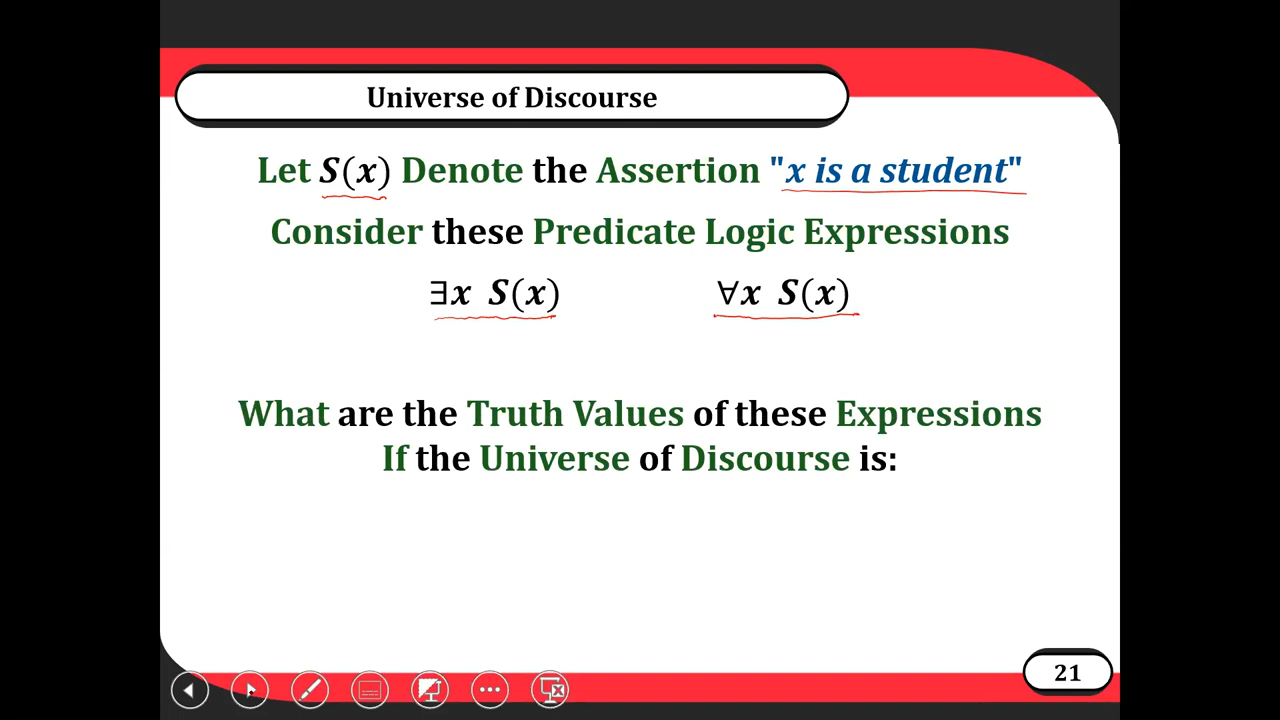 Universe of Discourse
Let S(x) Denote the Assertion "x is a student"
Consider these Predicate Logic Expressions
∃x S(x) ∀x S(x)
What are the Truth Values of these Expressions
If the Universe of Discourse is:
21